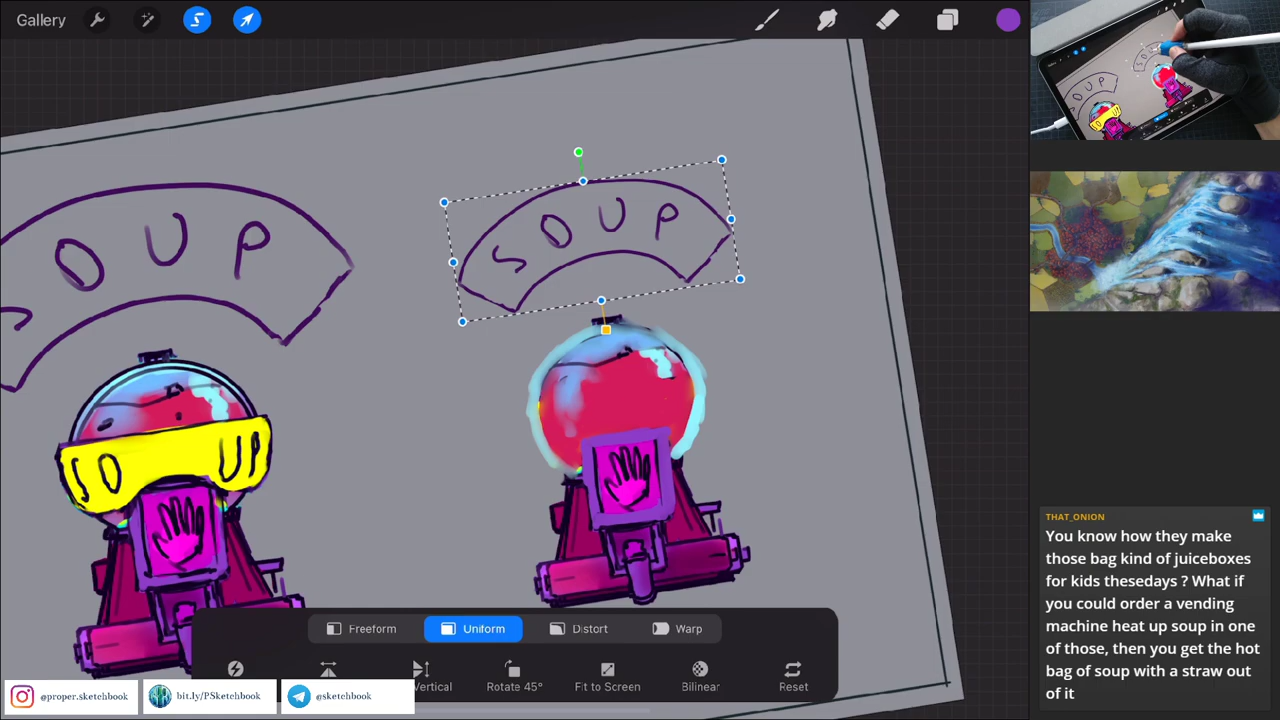 Gallery
SOUP
SOUP
SO UP
Freeform
Uniform
Distort
Warp
Vertical
Rotate 45°
Fit to Screen
Bilinear
Reset
@proper.sketchbook
bit.ly/PSketchbook
@sketchbook
THAT_ONION
You know how they make
those bag kind of juiceboxes
for kids thesedays ? What if
you could order a vending
machine heat up soup in one
of those, then you get the hot
bag of soup with a straw out
of it